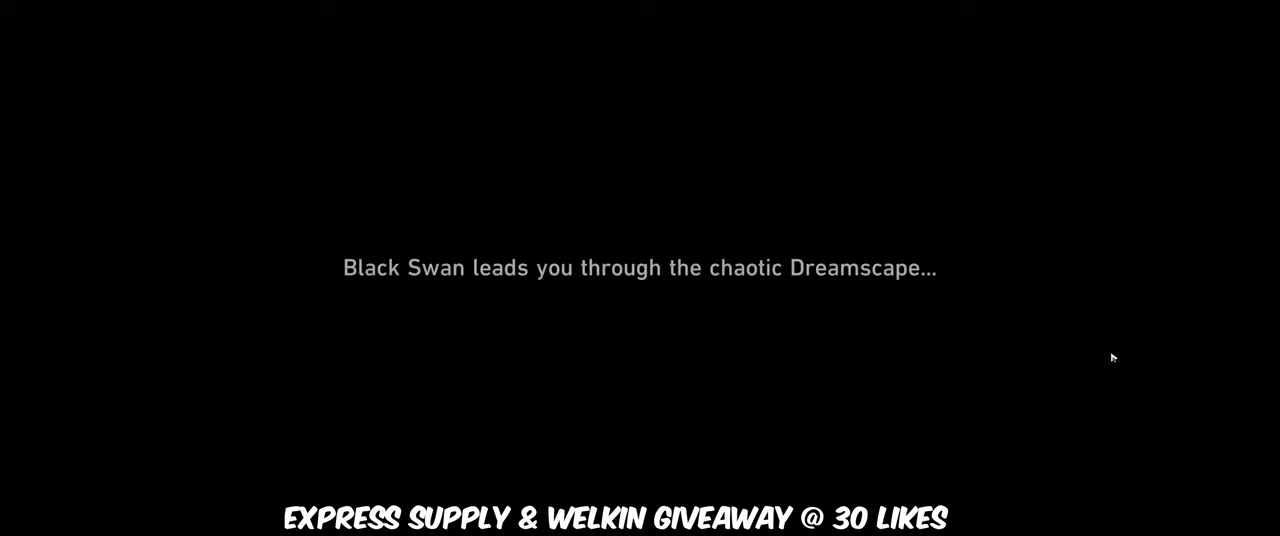 Black Swan leads you through the chaotic Dreamscape...
EXPRESS SUPPLY & WELKIN GIVEAWAY @ 30 LIKES